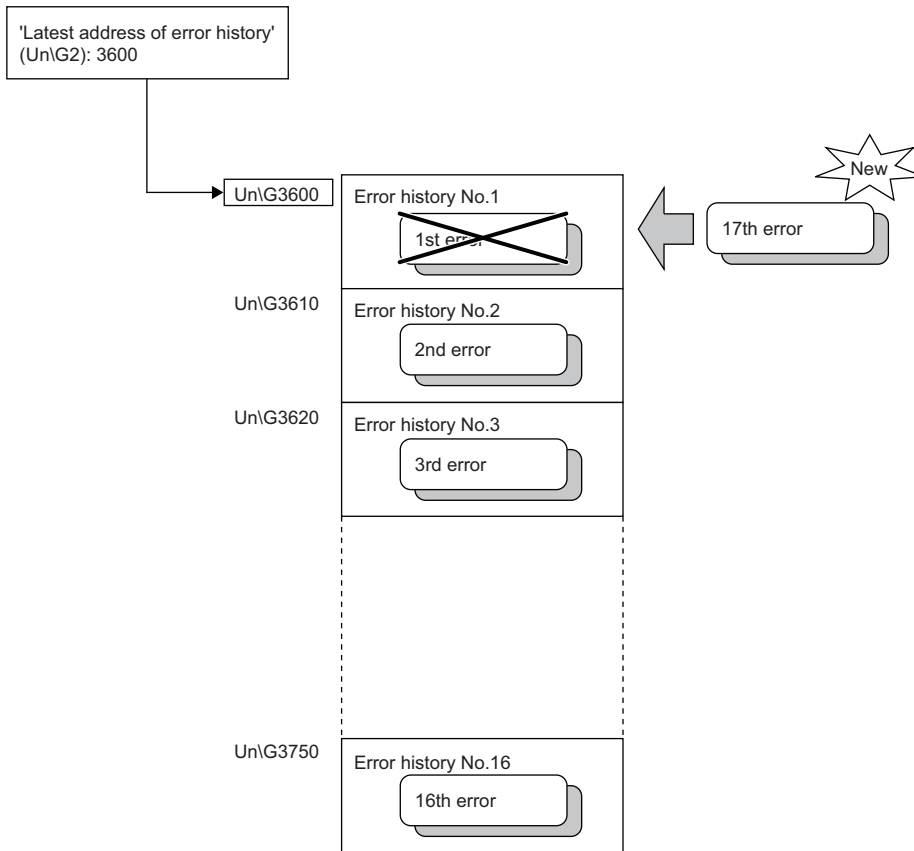 'Latest address of error history'
(Un\G2): 3600
New
Un\G3600
Error history No.1
1st error
17th error
Un\G3610
Error history No.2
2nd error
Un\G3620
Error history No.3
3rd error
Un\G3750
Error history No.16
16th error